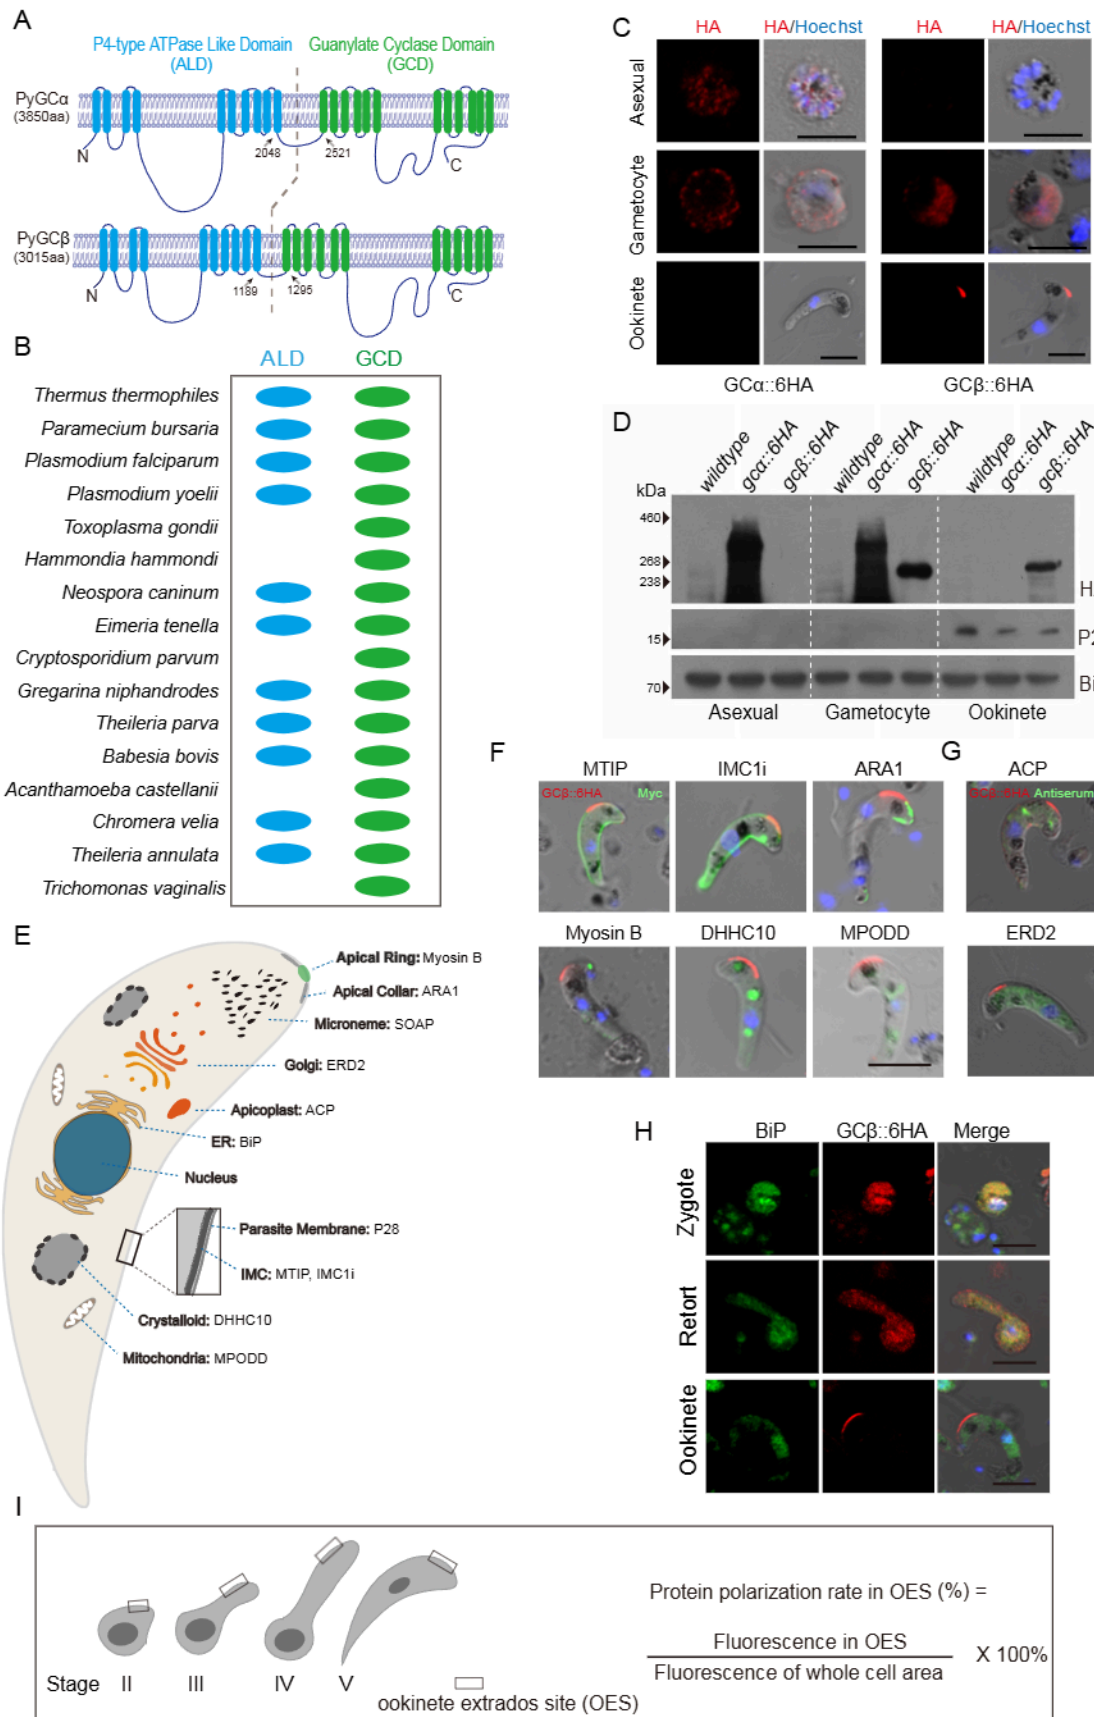 A
P4-type ATPase Like Domain
(ALD)
Guanylate Cyclase Domain
(GCD)
PyGCα
(3850aa)
N
2048
2521
C
PyGCβ
(3015aa)
N
1189
1295
C
B
ALD GCD
Thermus thermophiles
Paramecium bursaria
Plasmodium falciparum
Plasmodium yoelii
Toxoplasma gondii
Hammondia hammondi
Neospora caninum
Eimeria tenella
Cryptosporidium parvum
Gregarina niphandrodes
Theileria parva
Babesia bovis
Acanthamoeba castellanii
Chromera velia
Theileria annulata
Trichomonas vaginalis
C
HA HA/Hoechst HA HA/Hoechst
Asexual
Gametocyte
Ookinete
GCα::6HA GCβ::6HA
D
wildtype gcα::6HA gcβ::6HA wildtype gcα::6HA gcβ::6HA wildtype gcα::6HA gcβ::6HA
kDa
460
268
238
15
P2
70
Bi
Asexual Gametocyte Ookinete
E
Apical Ring: Myosin B
Apical Collar: ARA1
Microneme: SOAP
Golgi: ERD2
Apicoplast: ACP
ER: BiP
Nucleus
Parasite Membrane: P28
IMC: MTIP, IMC1i
Crystalloid: DHHC10
Mitochondria: MPODD
F
MTIP IMC1i ARA1
GCβ::6HA Myc
Myosin B DHHC10 MPODD
G
ACP
GCβ::6HA Antiserum
ERD2
H
BiP GCβ::6HA Merge
Zygote
Retort
Ookinete
I
Stage II III IV V
ookinete extrados site (OES)
Protein polarization rate in OES (%) =
Fluorescence in OES
Fluorescence of whole cell area
X 100%